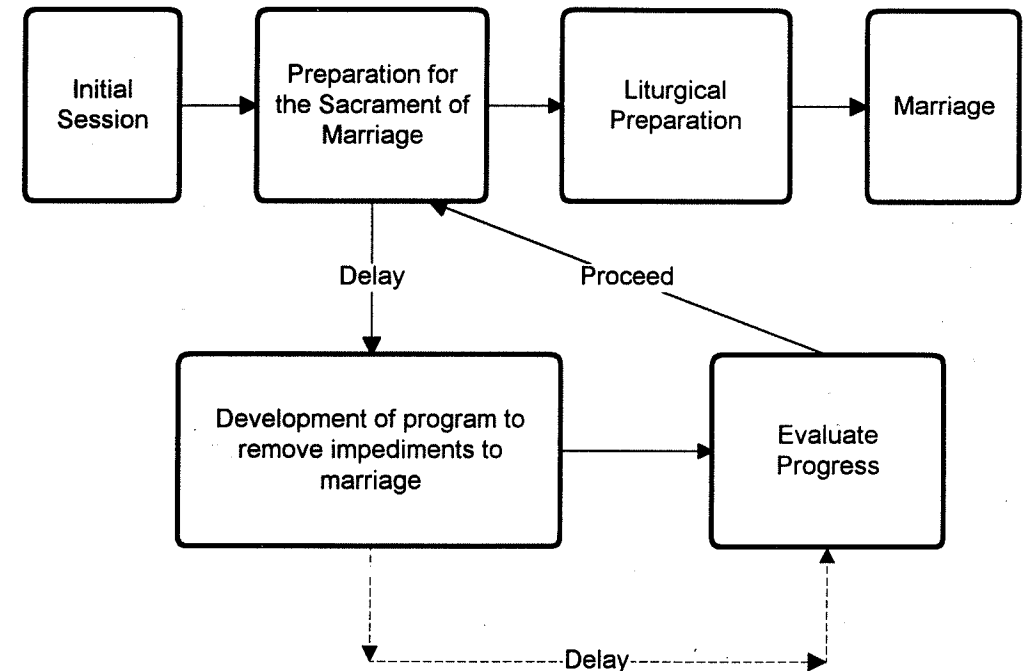 Initial
Session
Preparation for
the Sacrament of
Marriage
Liturgical
Preparation
Marriage
Delay
Proceed
Development of program to
remove impediments to
marriage
Evaluate
Progress
Delay